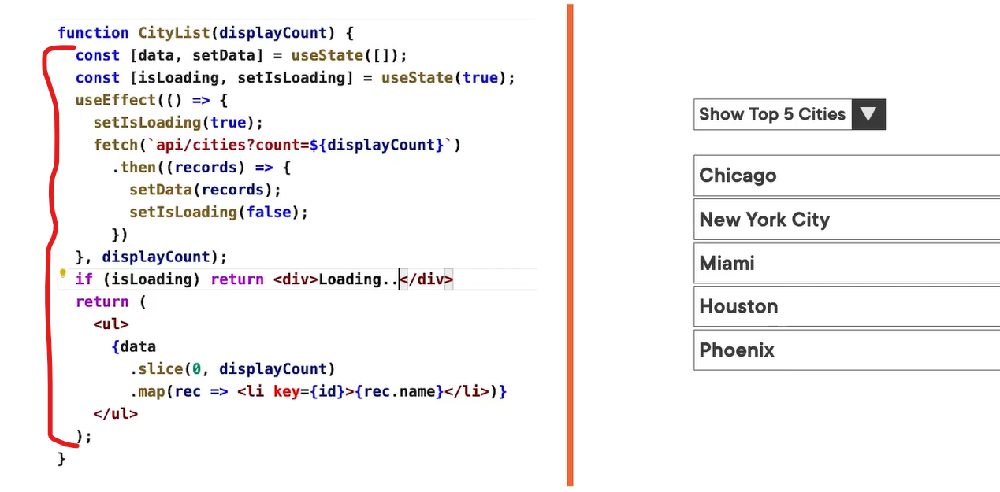 function CityList(displayCount) {
  const [data, setData] = useState([]);
  const [isLoading, setIsLoading] = useState(true);
  useEffect(() => {
    setIsLoading(true);
    fetch(`api/cities?count=${displayCount}`)
      .then((records) => {
        setData(records);
        setIsLoading(false);
      })
  }, displayCount);
  if (isLoading) return <div>Loading..</div>
  return (
    <ul>
      {data
        .slice(0, displayCount)
        .map(rec => <li key={id}>{rec.name}</li>)}
    </ul>
  );
}
Show Top 5 Cities
Chicago
New York City
Miami
Houston
Phoenix